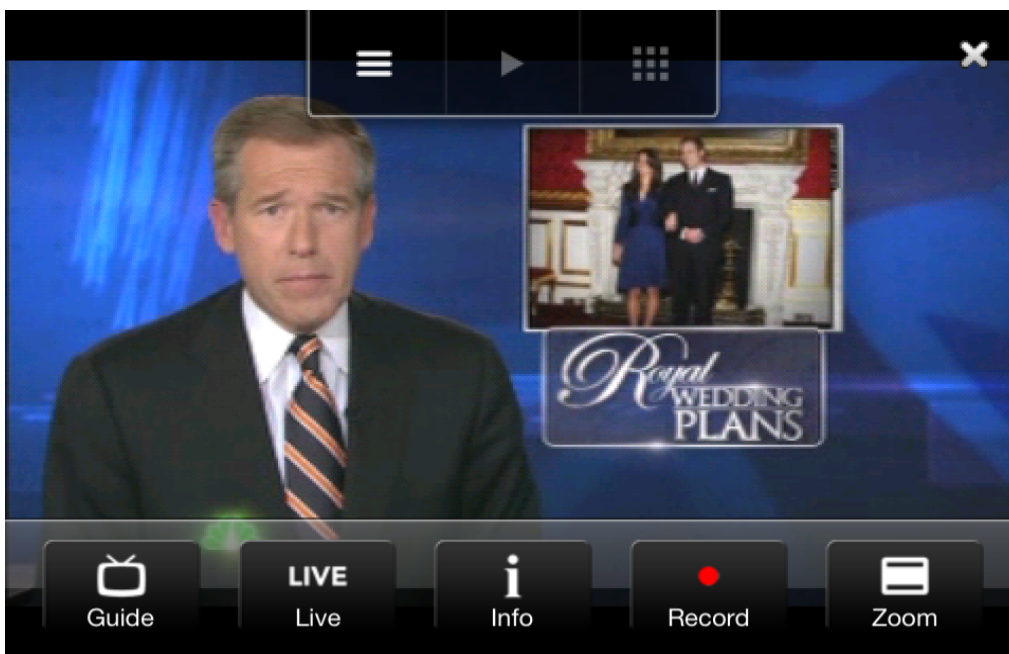 Royal
WEDDING
PLANS
LIVE
Guide
Live
Info
Record
Zoom